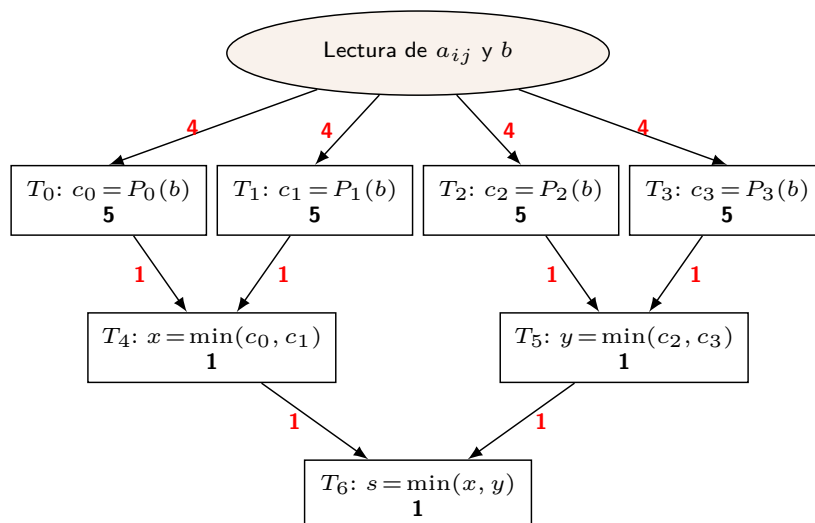 Lectura de a_{ij} y b
4 4 4 4
T_0: c_0 = P_0(b) T_1: c_1 = P_1(b) T_2: c_2 = P_2(b) T_3: c_3 = P_3(b)
5 5 5 5
1 1 1 1
T_4: x = min(c_0, c_1) T_5: y = min(c_2, c_3)
1 1
1 1
T_6: s = min(x, y)
1